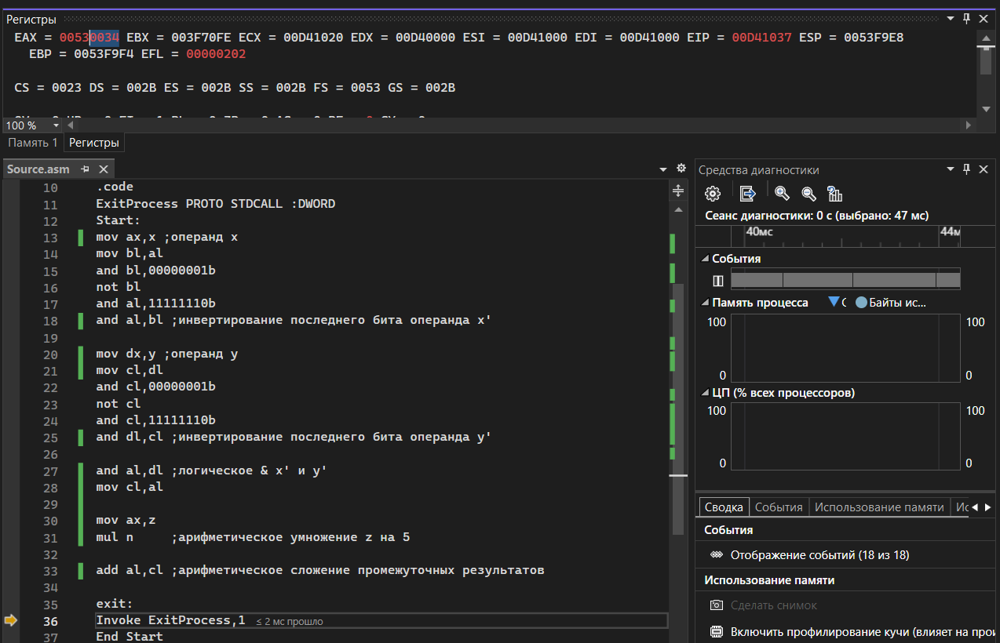 Регистры
EAX = 00530034 EBX = 003F70FE ECX = 00D41020 EDX = 00D40000 ESI = 00D41000 EDI = 00D41000 EIP = 00D41037 ESP = 0053F9E8
EBP = 0053F9F4 EFL = 00000202
CS = 0023 DS = 002B ES = 002B SS = 002B FS = 0053 GS = 002B
100 %
Память 1 Регистры
Source.asm
10 .code
11 ExitProcess PROTO STDCALL :DWORD
12 Start:
13 mov ax,x ;операнд x
14 mov bl,al
15 and bl,00000001b
16 not bl
17 and al,11111110b
18 and al,bl ;инвертирование последнего бита операнда x'
19
20 mov dx,y ;операнд y
21 mov cl,dl
22 and cl,00000001b
23 not cl
24 and cl,11111110b
25 and dl,cl ;инвертирование последнего бита операнда y'
26
27 and al,dl ;логическое & x' и y'
28 mov cl,al
29
30 mov ax,z
31 mul n ;арифметическое умножение z на 5
32
33 add al,cl ;арифметическое сложение промежуточных результатов
34
35 exit:
36 Invoke ExitProcess,1 ≤ 2 мс прошло
37 End Start
Средства диагностики
Сеанс диагностики: 0 с (выбрано: 47 мс)
40мс 44м
События
Память процесса С Байты ис...
100 100
0 0
ЦП (% всех процессоров)
100 100
0 0
Сводка События Использование памяти Ис
События
Отображение событий (18 из 18)
Использование памяти
Сделать снимок
Включить профилирование кучи (влияет на прои